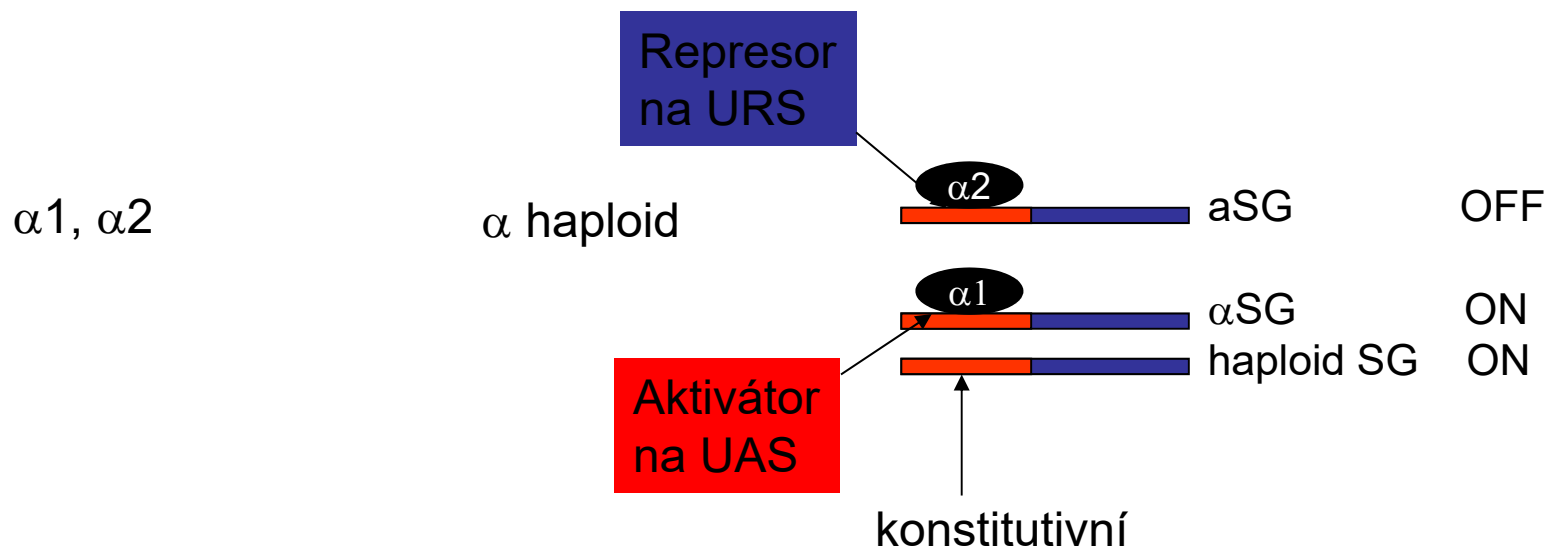 Represor
na URS
α2
α1, α2
α haploid
aSG OFF
α1
αSG ON
haploid SG ON
Aktivátor
na UAS
konstitutivní